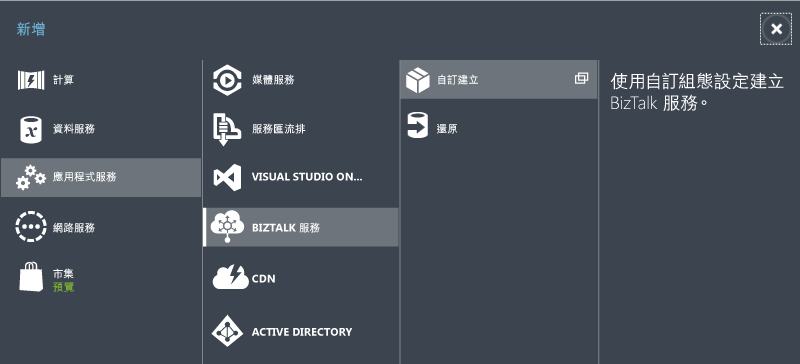 新增
計算
資料服務
應用程式服務
網路服務
市集
預覽
媒體服務
服務匯流排
VISUAL STUDIO ON...
BIZTALK 服務
CDN
ACTIVE DIRECTORY
自訂建立
還原
使用自訂組態設定建立
BizTalk 服務。